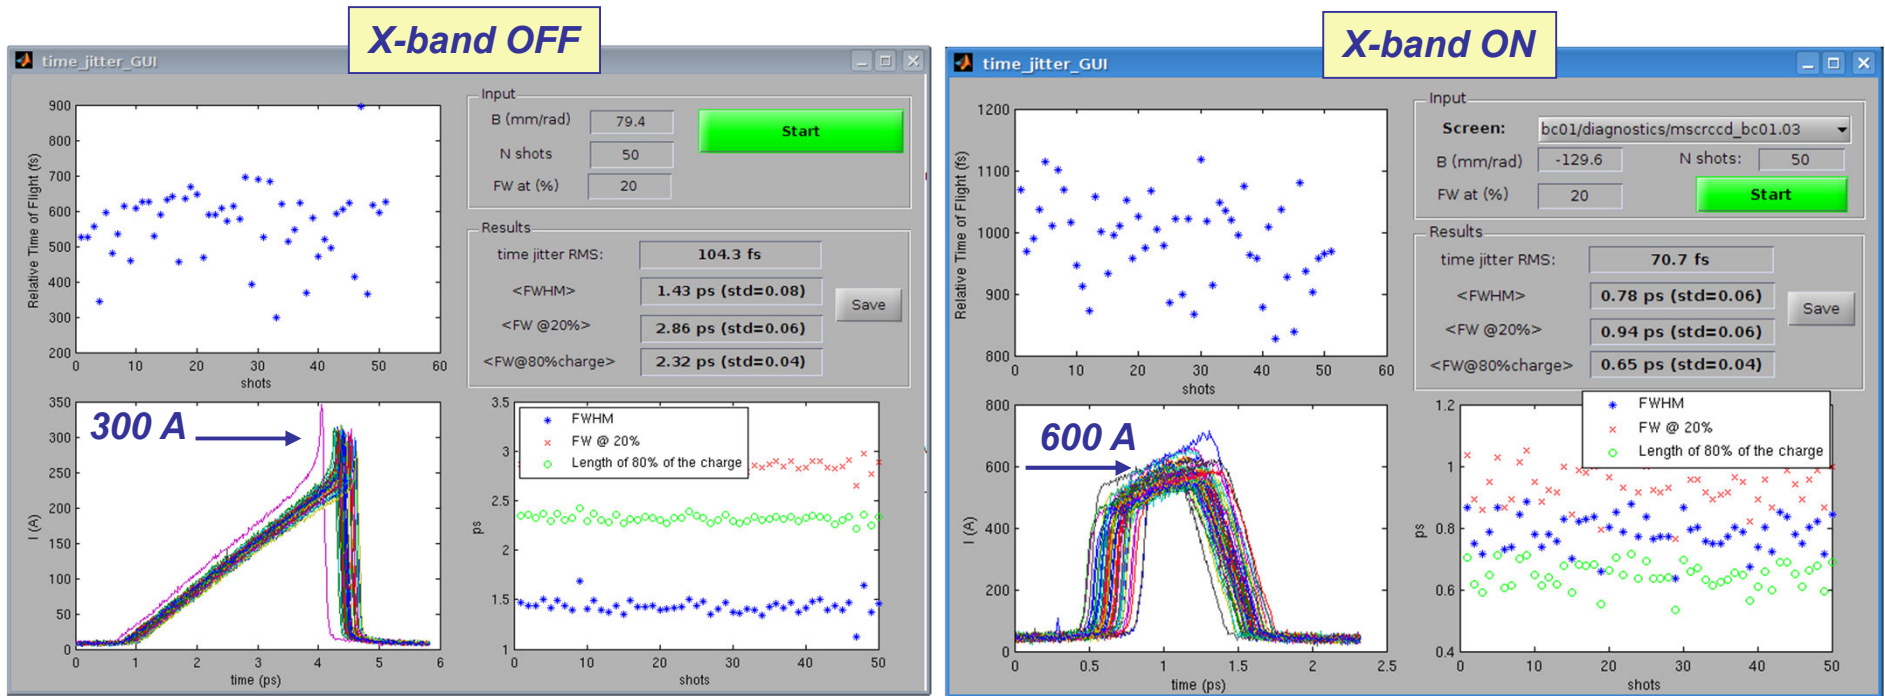 X-band OFF
time_jitter_GUI
900
800
700
600
500
400
300
200
Relative Time of Flight (fs)
0 10 20 30 40 50 60
shots
Input
B (mm/rad) 79.4
N shots 50
FW at (%) 20
Start
Results
time jitter RMS: 104.3 fs
<FWHM> 1.43 ps (std=0.08)
<FW @20%> 2.86 ps (std=0.06)
<FW@80%charge> 2.32 ps (std=0.04)
Save
350
300
250
200
150
100
50
0
I (A)
300 A
0 1 2 3 4 5 6
time (ps)
3.5
3
2.5
2
1.5
1
ps
FWHM
FW @ 20%
Length of 80% of the charge
0 10 20 30 40 50
shots
X-band ON
time_jitter_GUI
1200
1100
1000
900
800
Relative Time of Flight (fs)
0 10 20 30 40 50 60
shots
Input
Screen: bc01/diagnostics/mscrccd_bc01.03
B (mm/rad) -129.6 N shots: 50
FW at (%) 20 Start
Results
time jitter RMS: 70.7 fs
<FWHM> 0.78 ps (std=0.06)
<FW @20%> 0.94 ps (std=0.06)
<FW@80%charge> 0.65 ps (std=0.04)
Save
800
600
400
200
0
I (A)
600 A
0 0.5 1 1.5 2 2.5
time (ps)
1.2
1
0.8
0.6
0.4
ps
FWHM
FW @ 20%
Length of 80% of the charge
0 10 20 30 40 50
shots